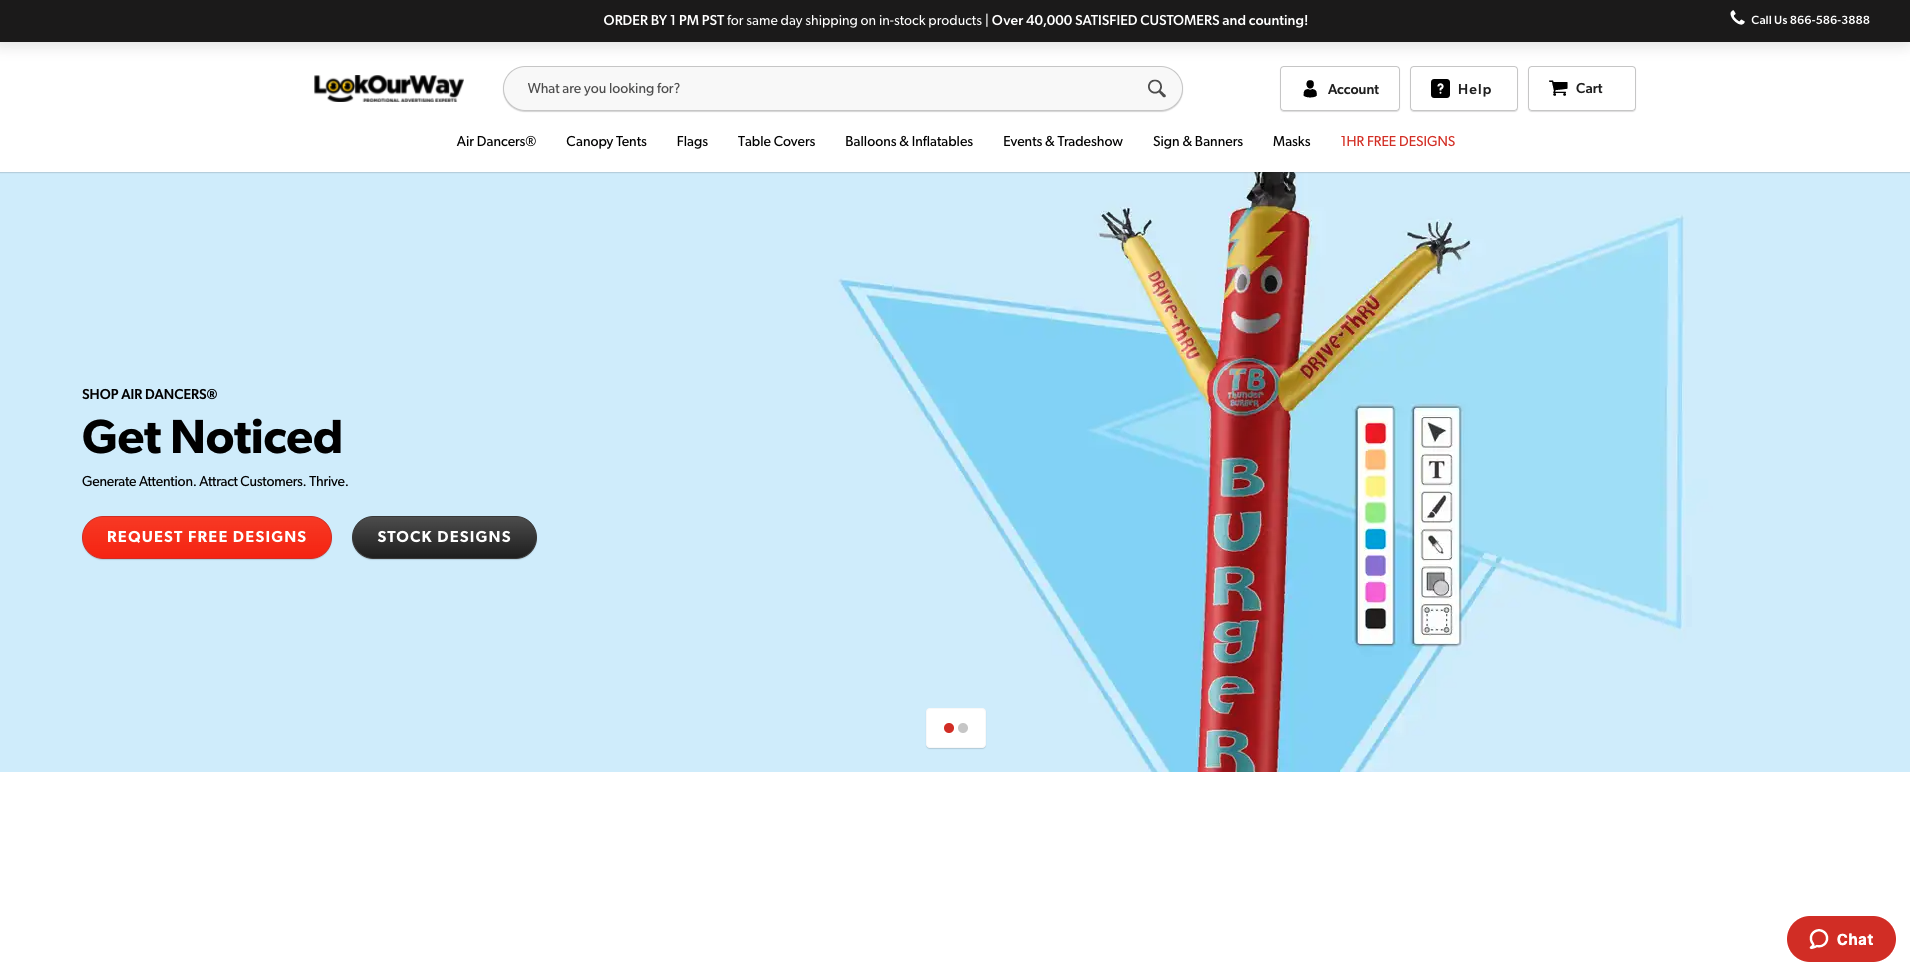 ORDER BY 1 PM PST for same day shipping on in-stock products | Over 40,000 SATISFIED CUSTOMERS and counting!
Call Us 866-586-3888
LookOurWay
PROMOTIONAL ADVERTISING EXPERTS
What are you looking for?
Account
? Help
Cart
Air Dancers®
Canopy Tents
Flags
Table Covers
Balloons & Inflatables
Events & Tradeshow
Sign & Banners
Masks
1HR FREE DESIGNS
SHOP AIR DANCERS®
Get Noticed
Generate Attention. Attract Customers. Thrive.
REQUEST FREE DESIGNS
STOCK DESIGNS
DRIVE-ThRU
DRIVE-ThRU
TB
Thunder
BURGER
BURgeR
T
Chat